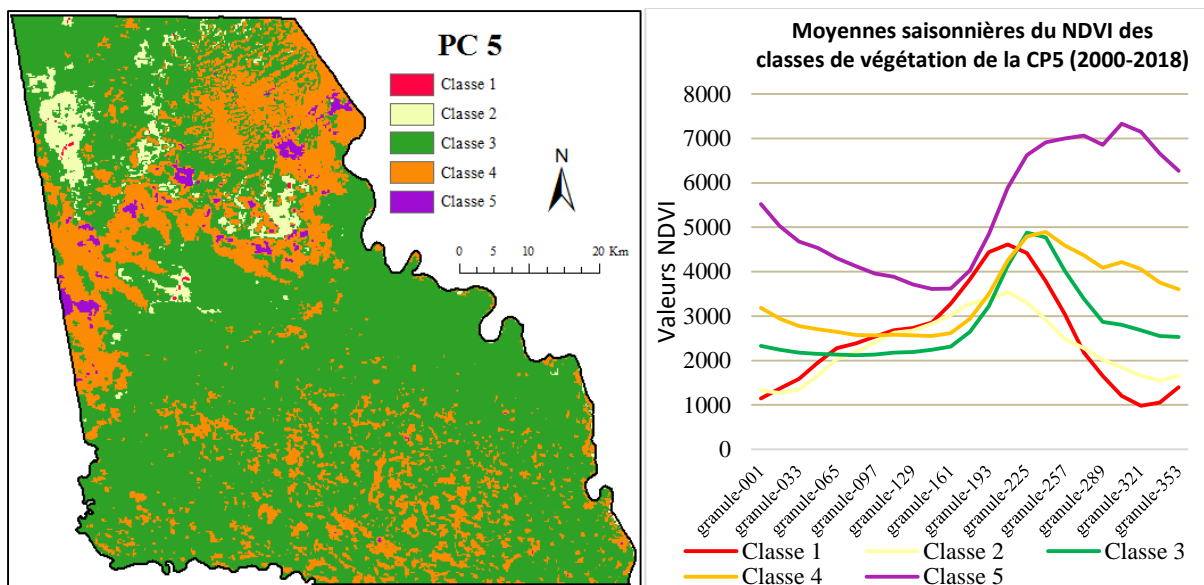 PC 5
Classe 1
Classe 2
Classe 3
Classe 4
Classe 5
N
0 10 20 Km
Moyennes saisonnières du NDVI des
classes de végétation de la CP5 (2000-2018)
Valeurs NDVI
8000
7000
6000
5000
4000
3000
2000
1000
0
granule-001
granule-033
granule-065
granule-097
granule-129
granule-161
granule-193
granule-225
granule-257
granule-289
granule-321
granule-353
Classe 1 Classe 2 Classe 3
Classe 4 Classe 5